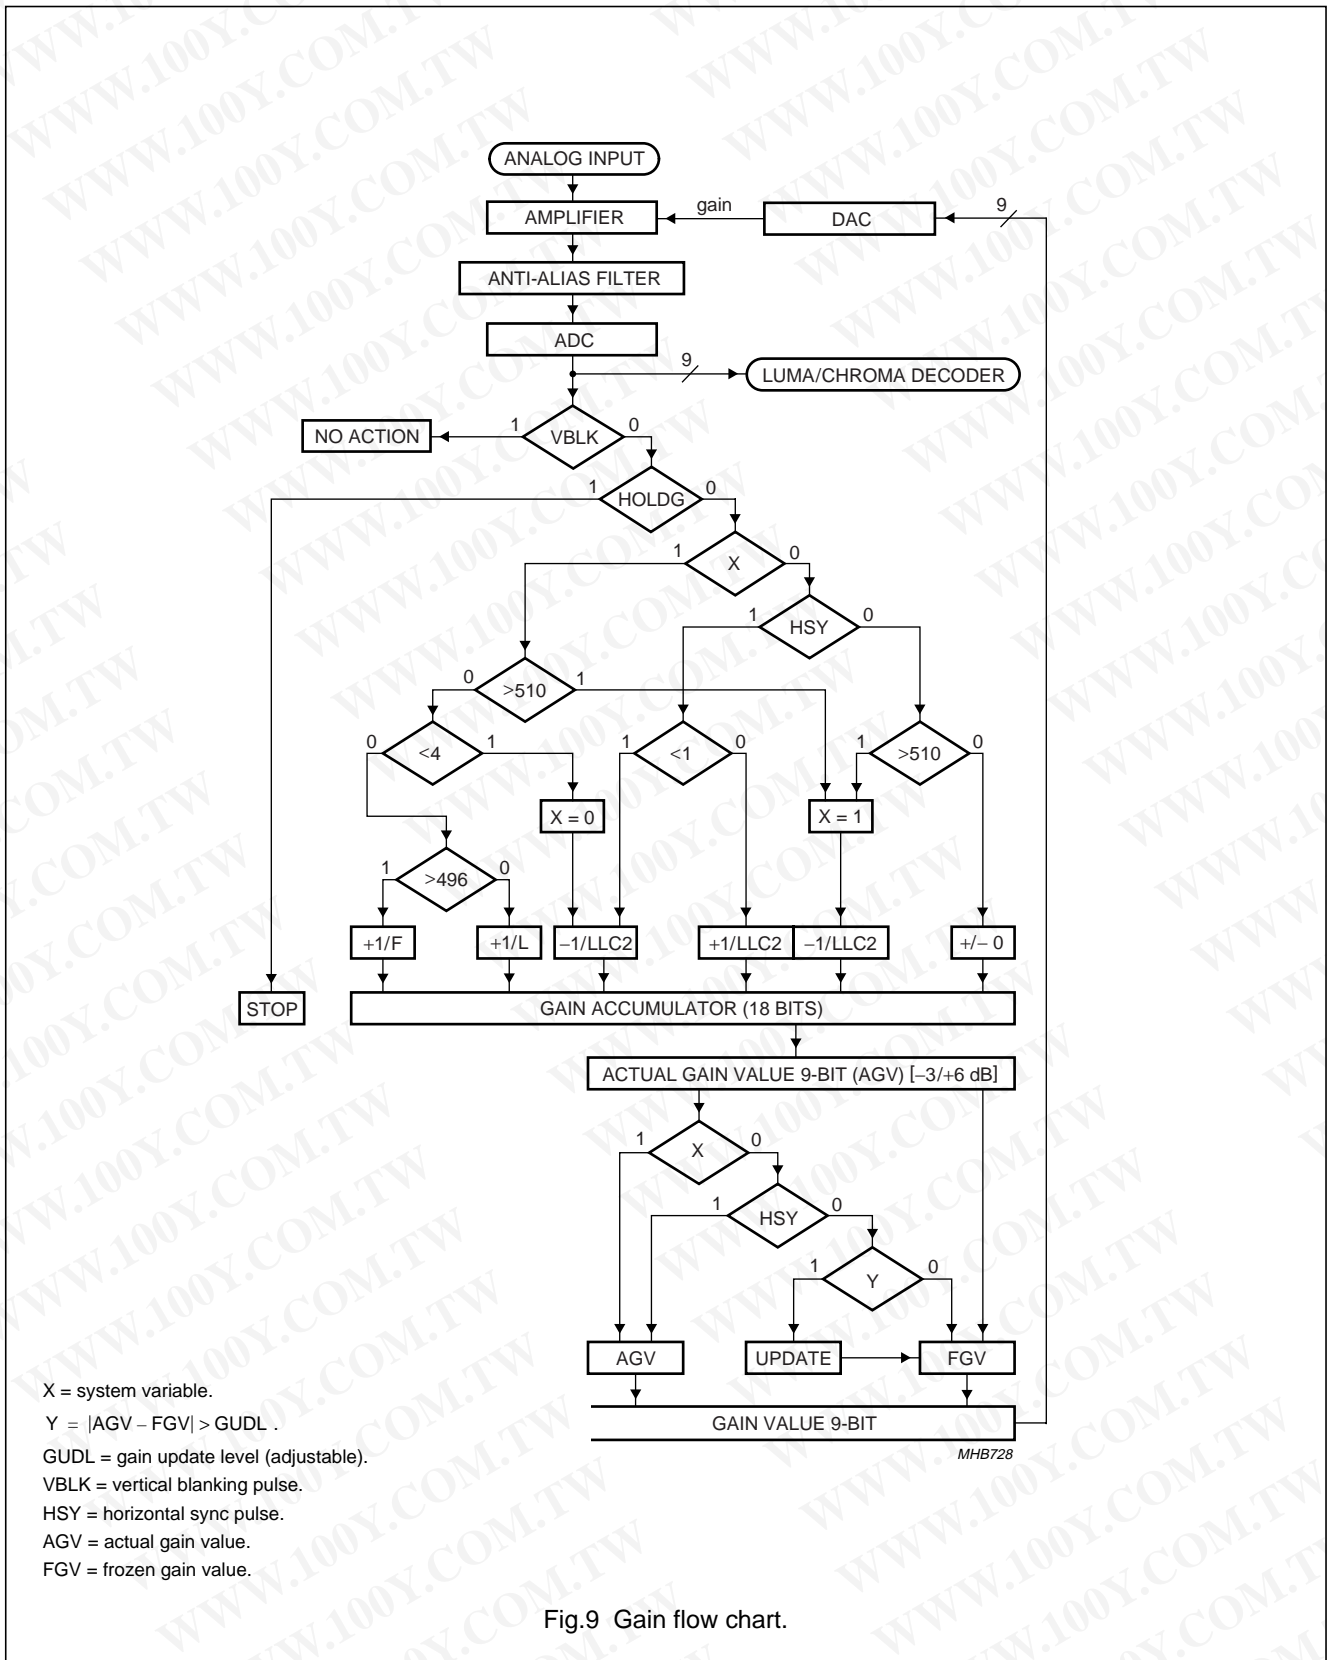 WWW.100Y.COM.TW
ANALOG INPUT
AMPLIFIER
gain
DAC
9
ANTI-ALIAS FILTER
ADC
9
LUMA/CHROMA DECODER
NO ACTION
1
VBLK
0
1
HOLDG
0
1
X
0
1
HSY
0
0
>510
1
0
<4
1
1
<1
0
1
>510
0
X = 0
X = 1
1
>496
0
+1/F
+1/L
−1/LLC2
+1/LLC2
−1/LLC2
+/− 0
STOP
GAIN ACCUMULATOR (18 BITS)
ACTUAL GAIN VALUE 9-BIT (AGV) [−3/+6 dB]
1
X
0
1
HSY
0
1
Y
0
AGV
UPDATE
FGV
GAIN VALUE 9-BIT
MHB728
X = system variable.
Y = |AGV − FGV| > GUDL .
GUDL = gain update level (adjustable).
VBLK = vertical blanking pulse.
HSY = horizontal sync pulse.
AGV = actual gain value.
FGV = frozen gain value.
Fig.9 Gain flow chart.